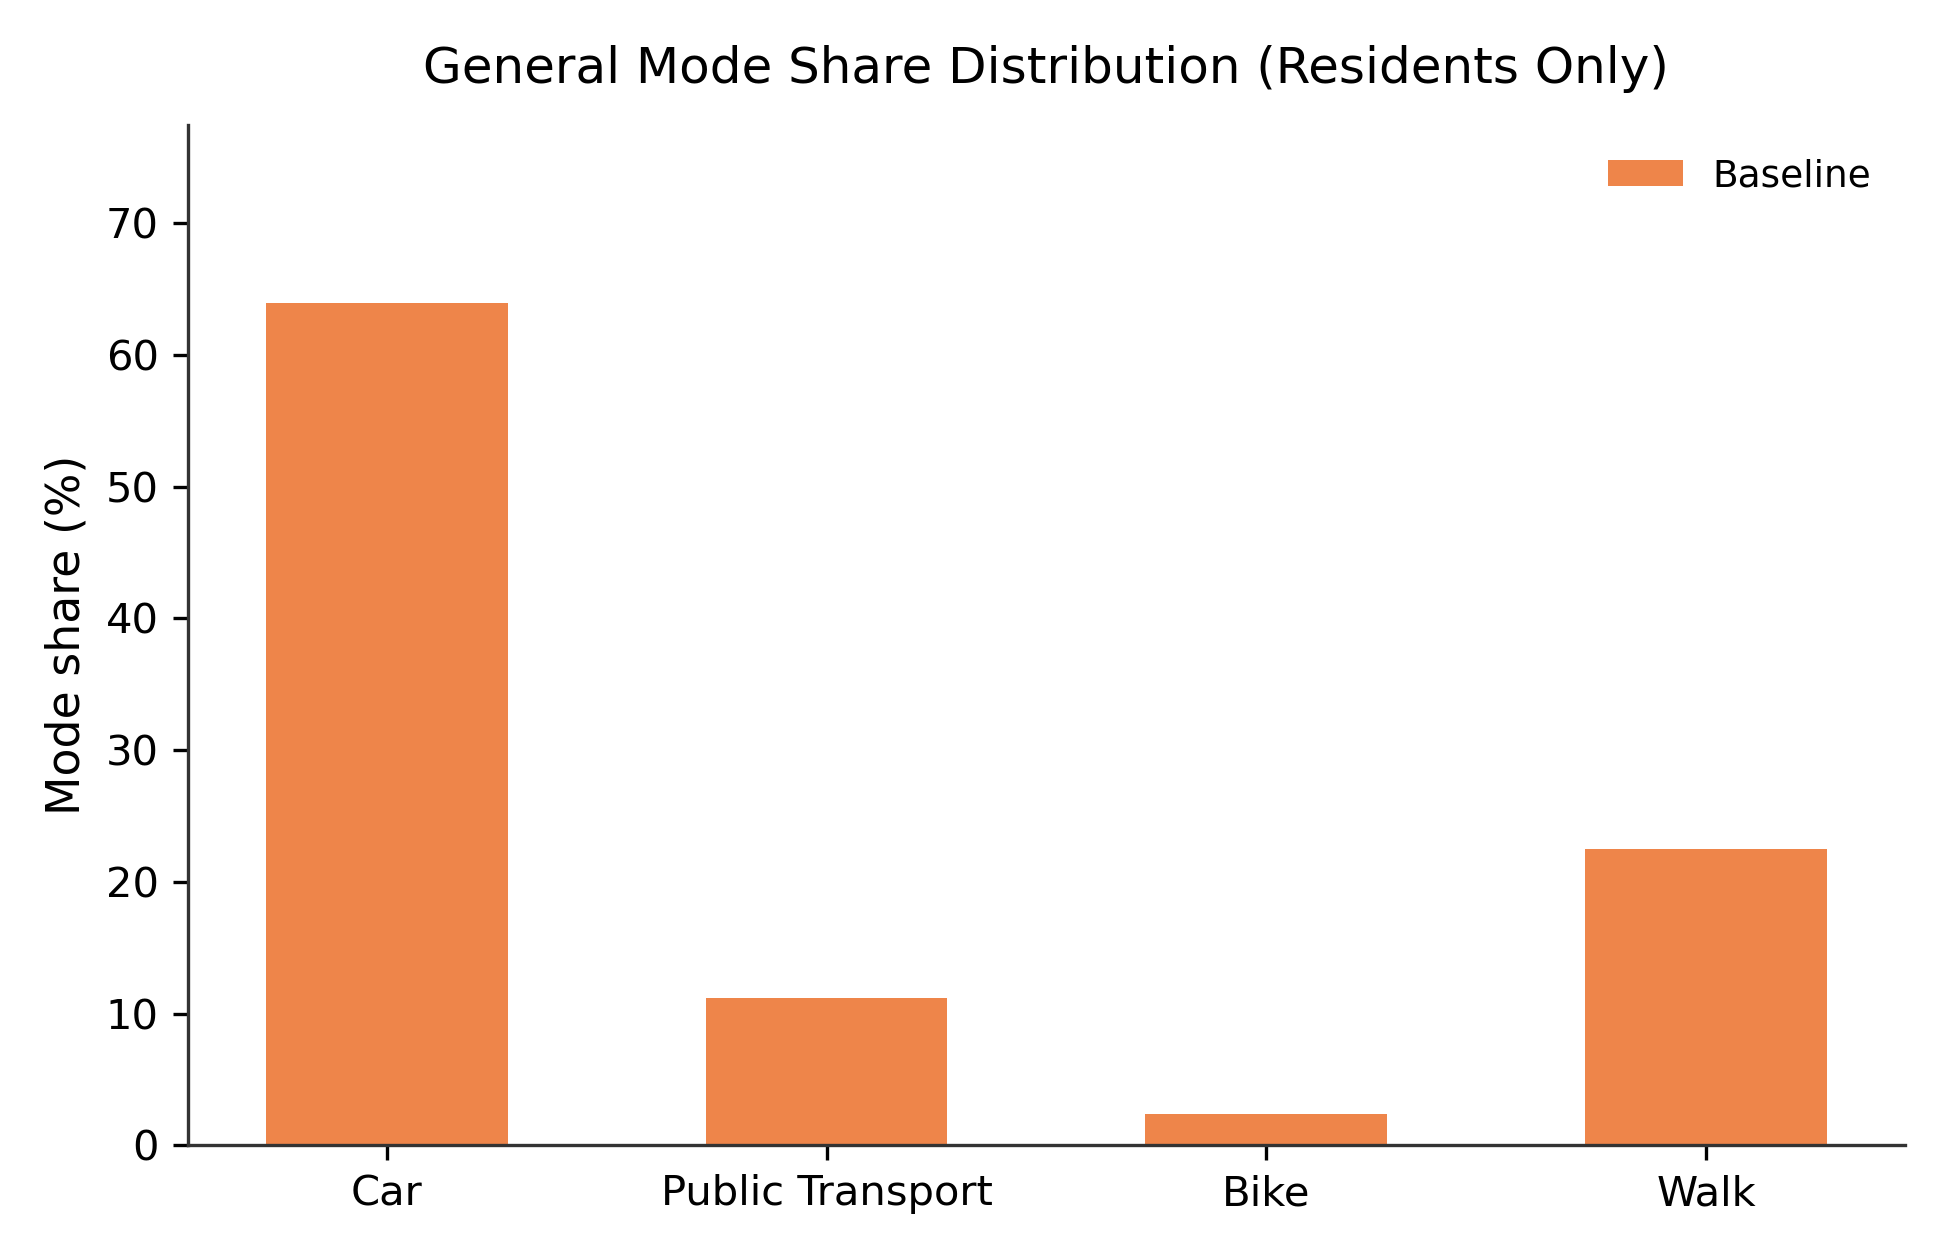 General Mode Share Distribution (Residents Only)
Baseline
Mode share (%)
70
60
50
40
30
20
10
0
Car
Public Transport
Bike
Walk